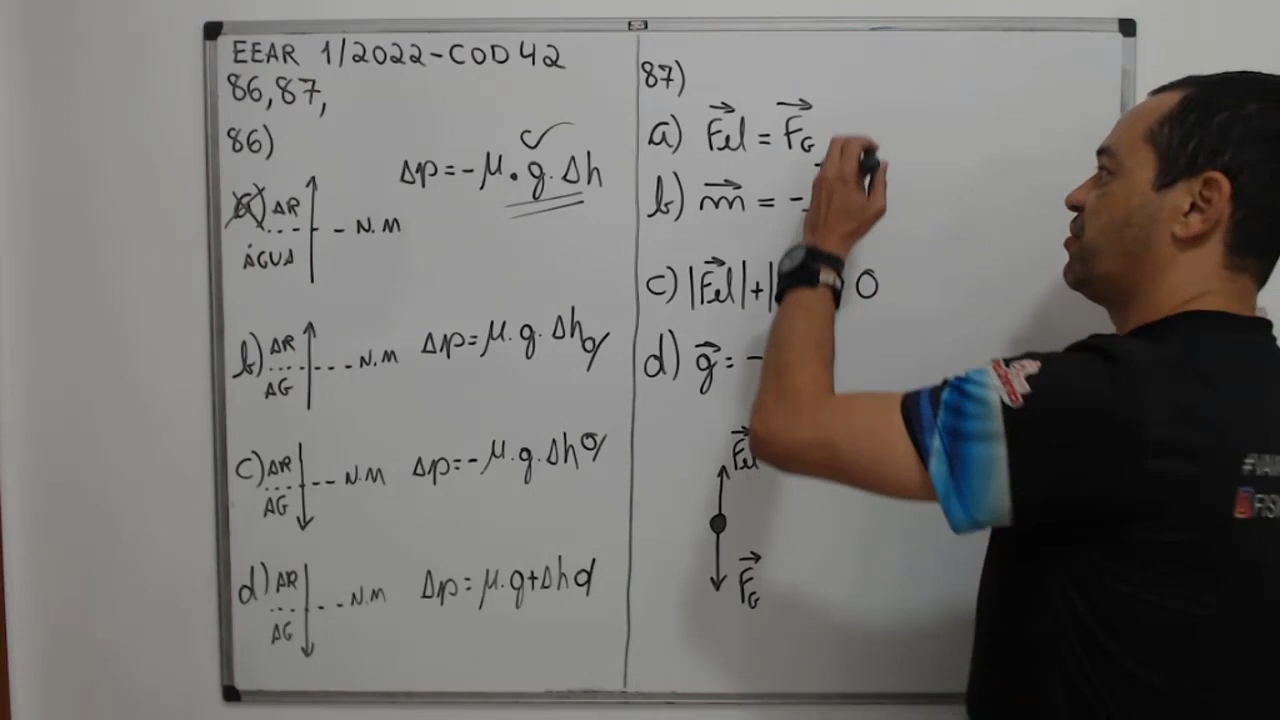 EEAR 1/2022-COD 42
86,87,
86)
Δp=-μ.g.Δh
a) AR
- N.M
ÁGUA
b) AR
--- N.M
AG
Δp=μ.g.Δh
c) AR
-- N.M
AG
Δp=-μ.g.Δh
d) AR
-- N.M
AG
Δp=μ.g+Δh
87)
a) Fel = FG
b) m = -
c) |Fel|+| 0
d) g = -
Fel
FG